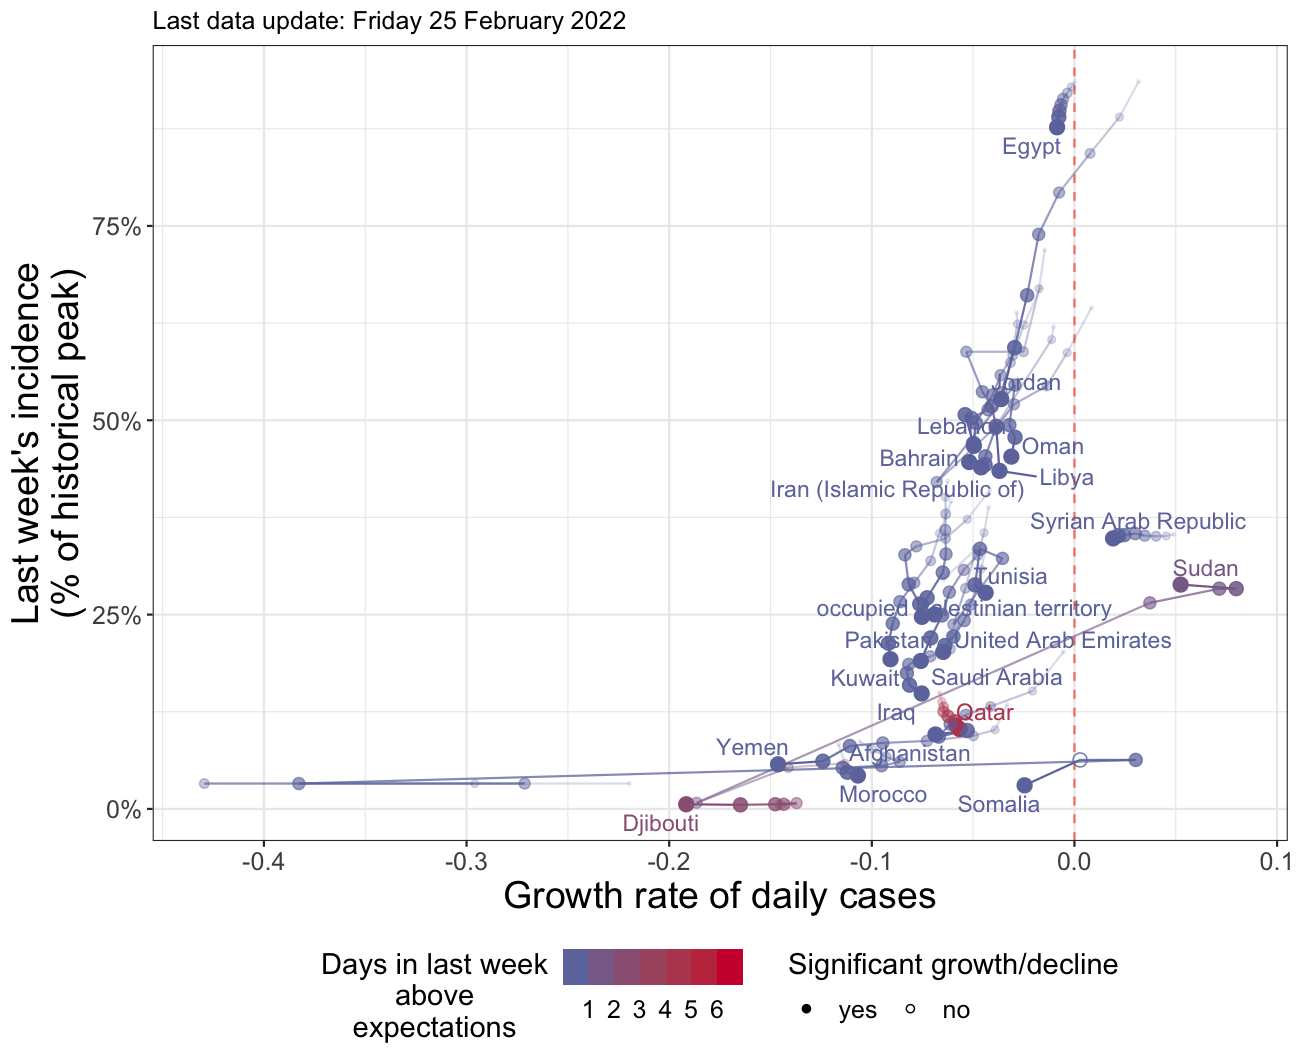 Last data update: Friday 25 February 2022
Last week's incidence
(% of historical peak)
75%
50%
25%
0%
Egypt
Jordan
Lebanon
Oman
Bahrain
Libya
Iran (Islamic Republic of)
Syrian Arab Republic
Sudan
Tunisia
occupied Palestinian territory
Pakistan
United Arab Emirates
Kuwait
Saudi Arabia
Iraq
Qatar
Yemen
Afghanistan
Morocco
Somalia
Djibouti
-0.4
-0.3
-0.2
-0.1
0.0
0.1
Growth rate of daily cases
Days in last week
above
expectations
1 2 3 4 5 6
Significant growth/decline
yes
no